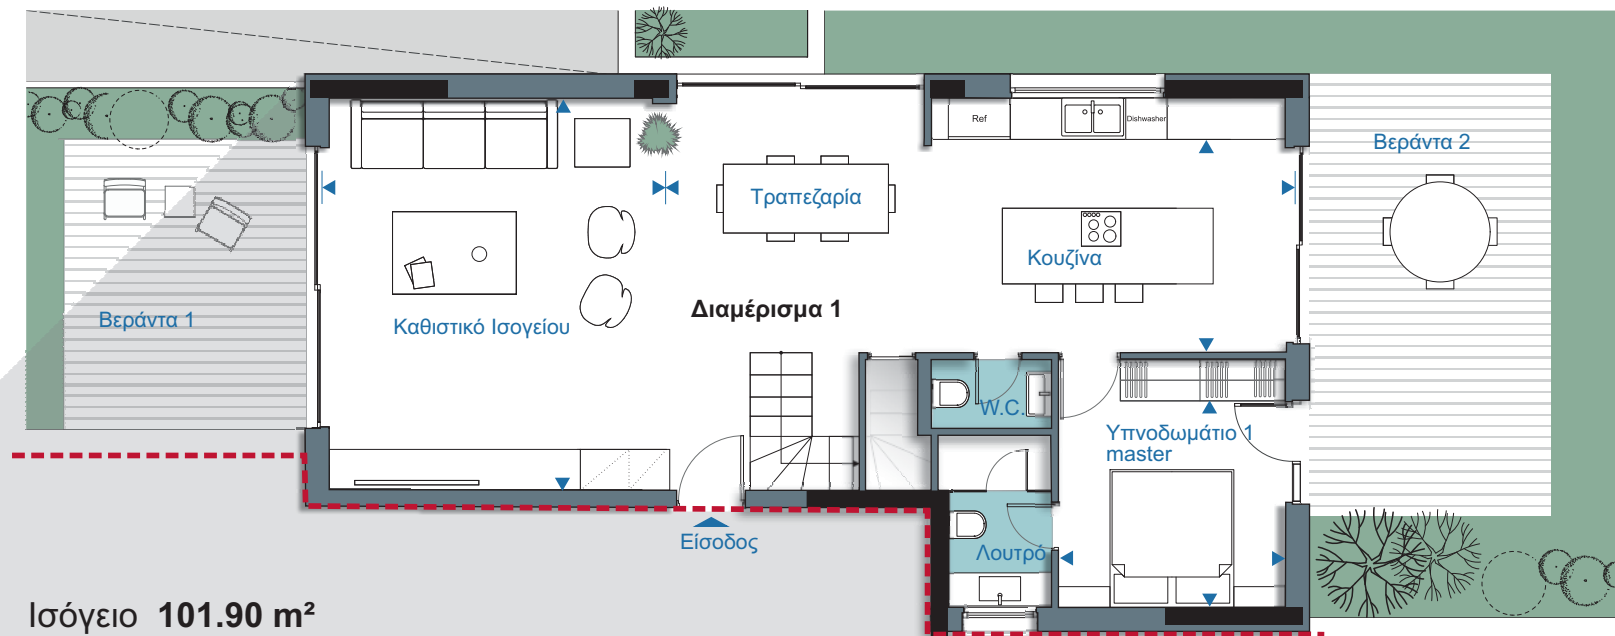 Ref
Dishwasher
Βεράντα 2
Τραπεζαρία
Κουζίνα
Διαμέρισμα 1
Βεράντα 1
Καθιστικό Ισογείου
W.C.
Υπνοδωμάτιο 1
master
Είσοδος
Λουτρό
Ισόγειο 101.90 m²